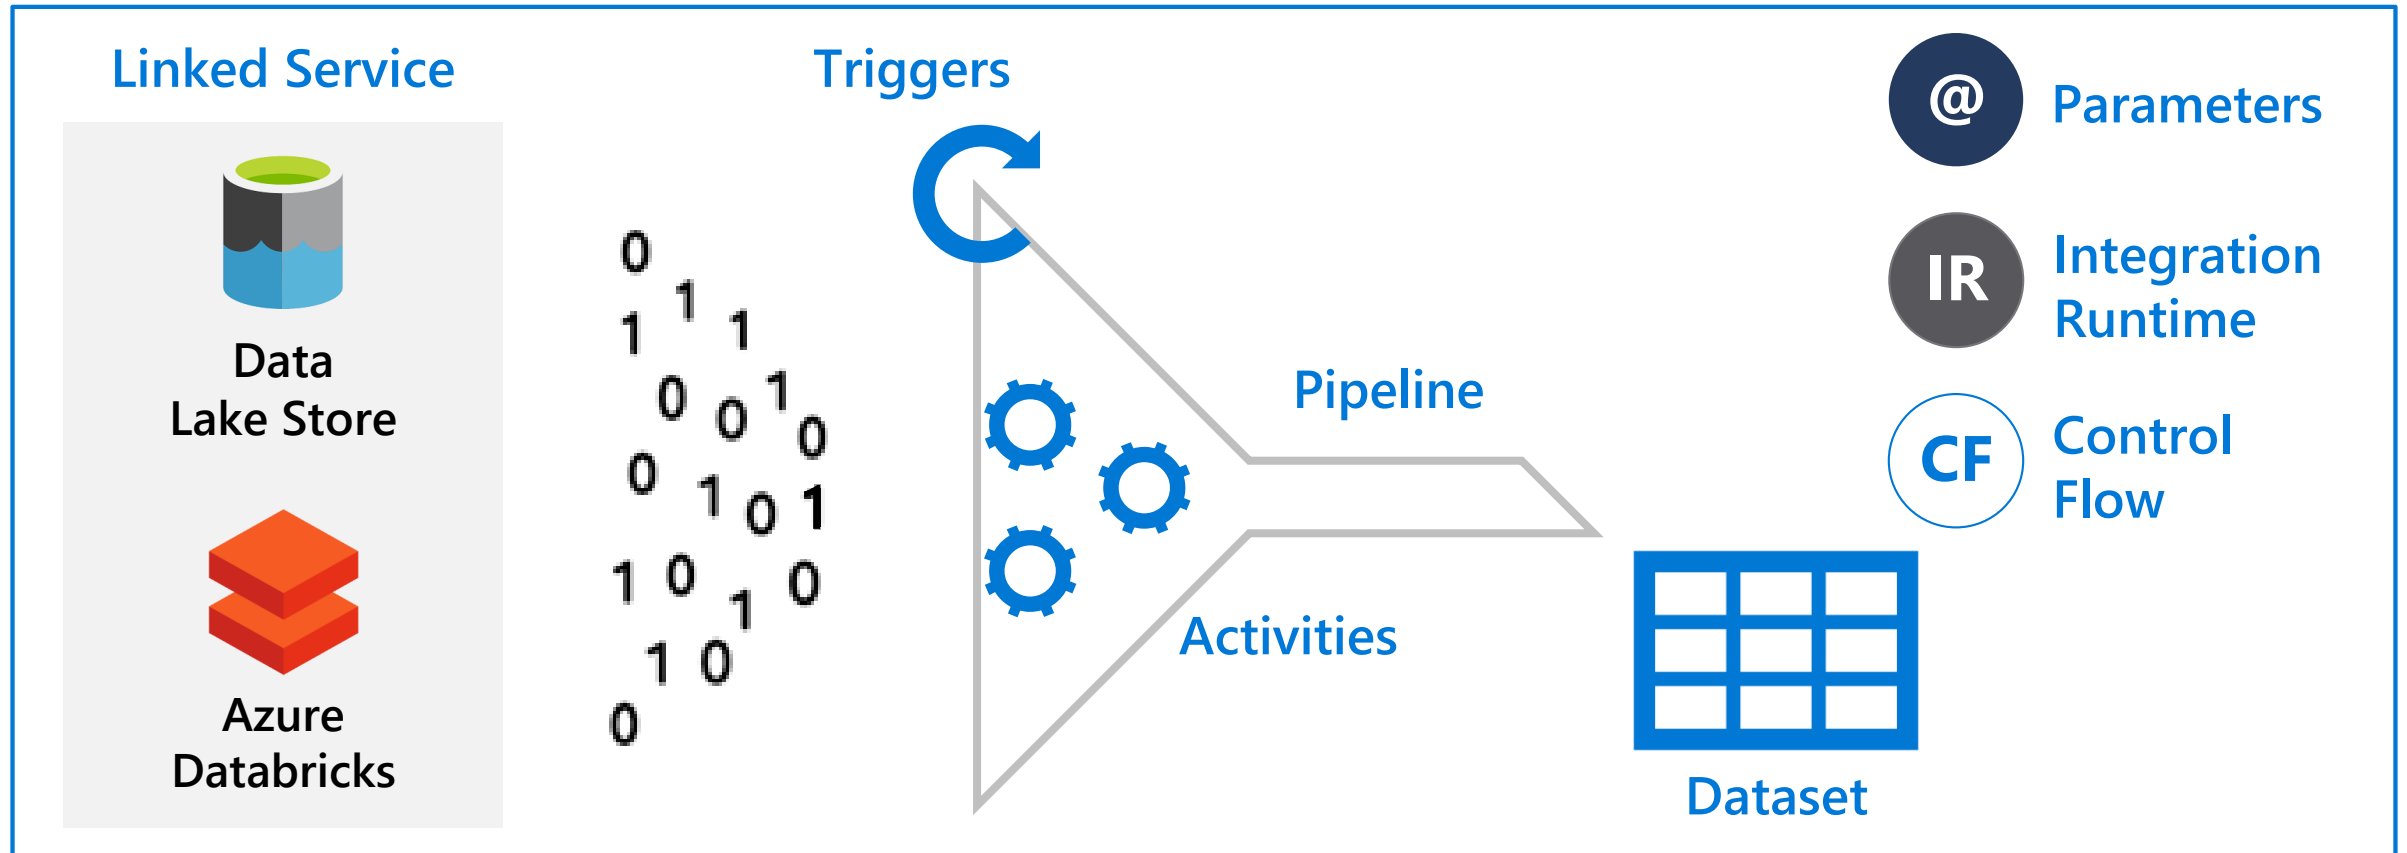 Linked Service
Data
Lake Store
Azure
Databricks
0
1
1
1
0
0
1
0
0
1
0
1
1
0
1
0
1
0
0
Triggers
Pipeline
Activities
Dataset
@
Parameters
IR
Integration
Runtime
CF
Control
Flow